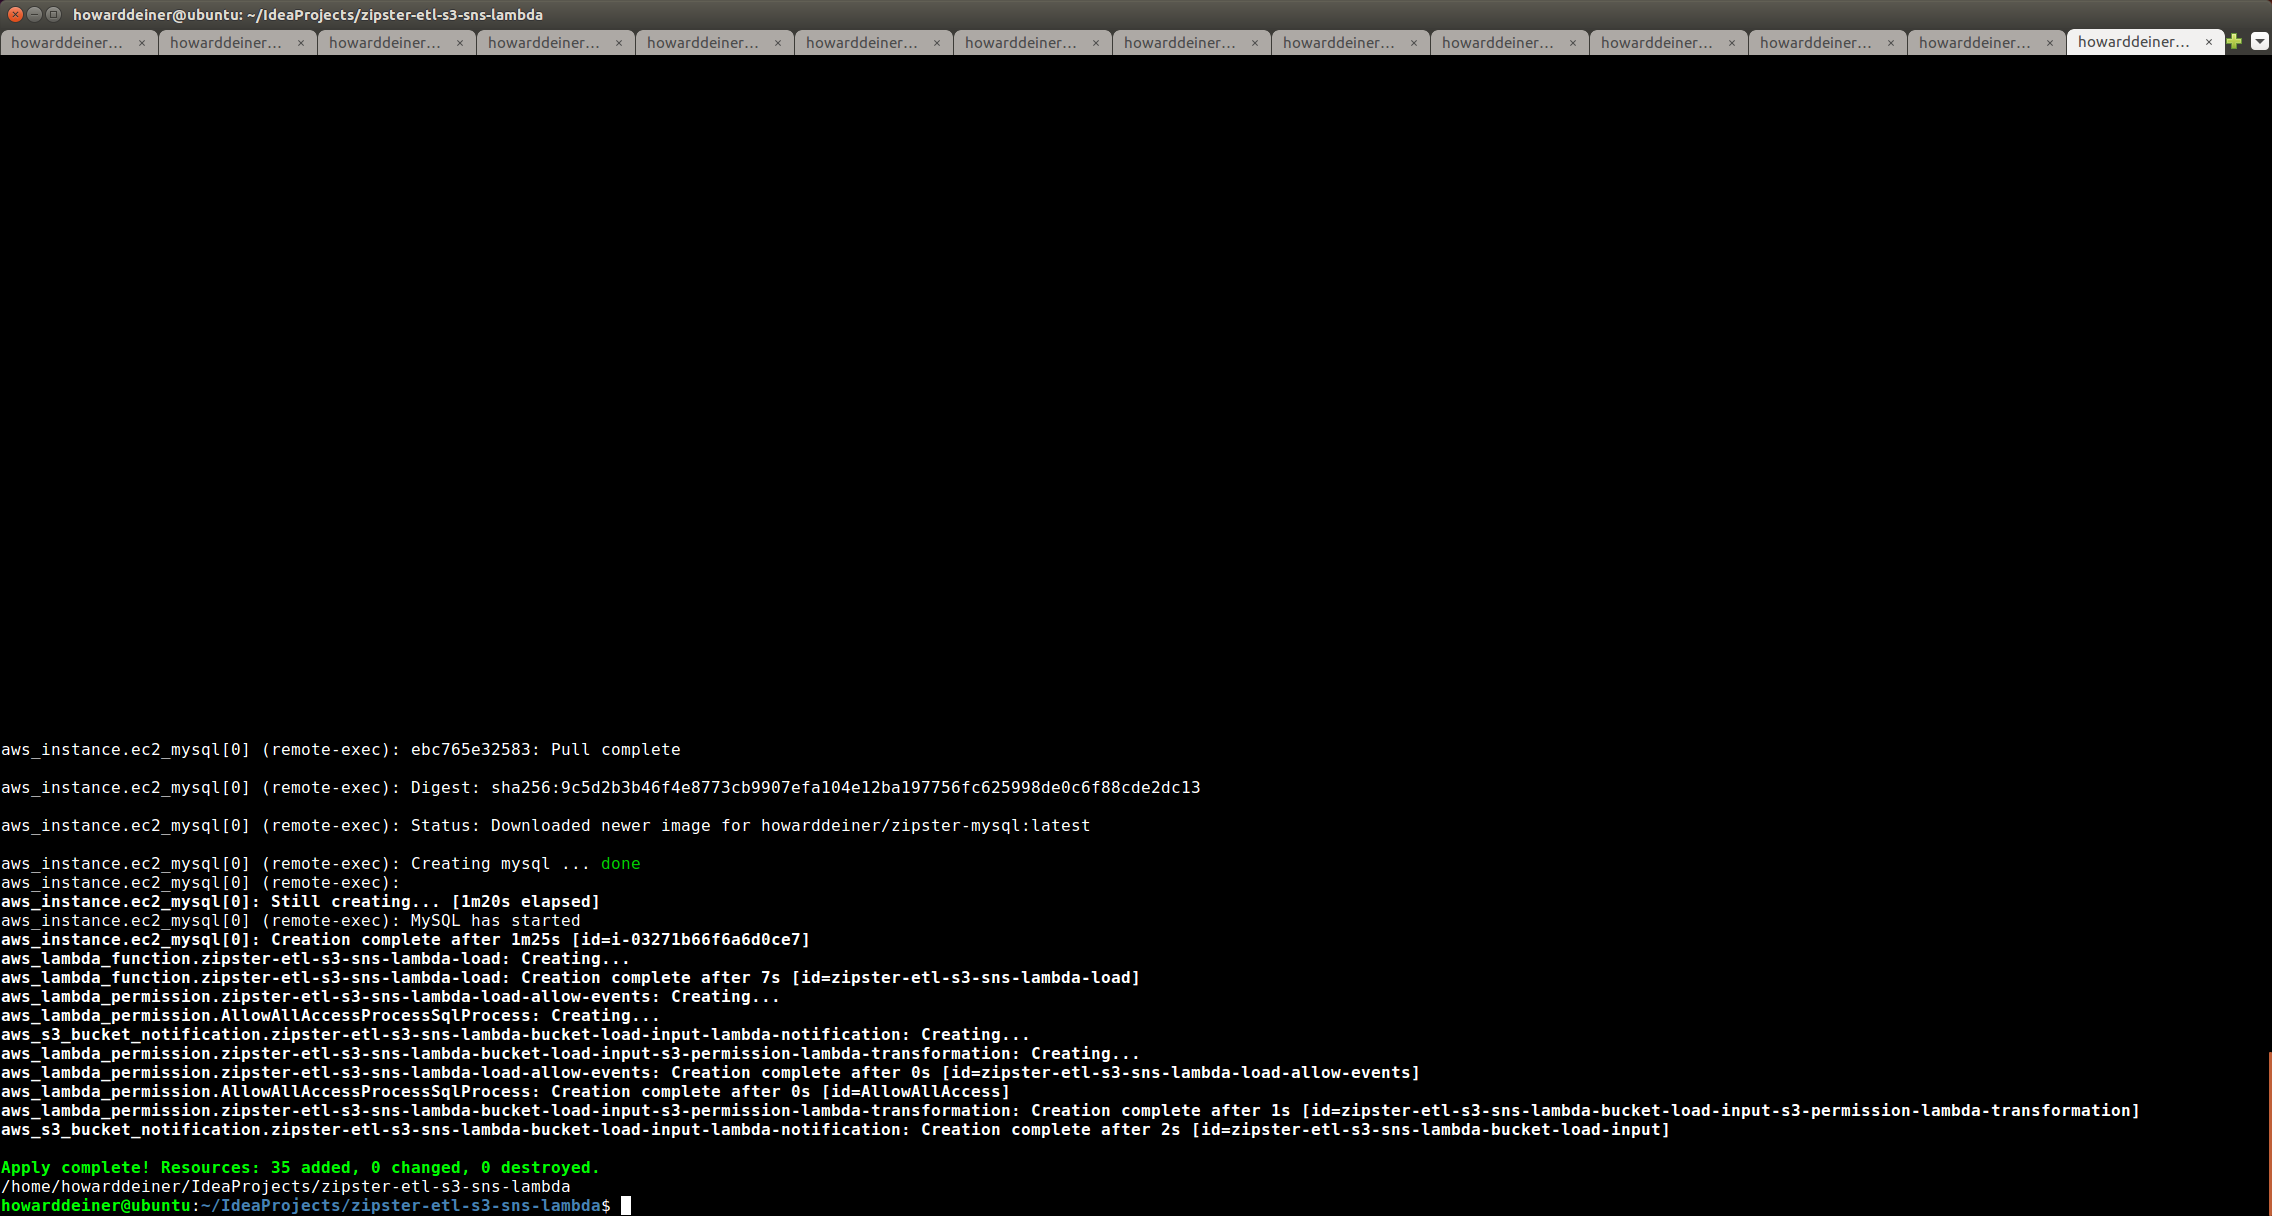 howarddeiner@ubuntu: ~/IdeaProjects/zipster-etl-s3-sns-lambda
howarddeiner... × howarddeiner... × howarddeiner... × howarddeiner... × howarddeiner... × howarddeiner... × howarddeiner... × howarddeiner... × howarddeiner... × howarddeiner... × howarddeiner... × howarddeiner... × howarddeiner... × howarddeiner... ×
aws_instance.ec2_mysql[0] (remote-exec): ebc765e32583: Pull complete
aws_instance.ec2_mysql[0] (remote-exec): Digest: sha256:9c5d2b3b46f4e8773cb9907efa104e12ba197756fc625998de0c6f88cde2dc13
aws_instance.ec2_mysql[0] (remote-exec): Status: Downloaded newer image for howarddeiner/zipster-mysql:latest
aws_instance.ec2_mysql[0] (remote-exec): Creating mysql ... done
aws_instance.ec2_mysql[0] (remote-exec):
aws_instance.ec2_mysql[0]: Still creating... [1m20s elapsed]
aws_instance.ec2_mysql[0] (remote-exec): MySQL has started
aws_instance.ec2_mysql[0]: Creation complete after 1m25s [id=i-03271b66f6a6d0ce7]
aws_lambda_function.zipster-etl-s3-sns-lambda-load: Creating...
aws_lambda_function.zipster-etl-s3-sns-lambda-load: Creation complete after 7s [id=zipster-etl-s3-sns-lambda-load]
aws_lambda_permission.zipster-etl-s3-sns-lambda-load-allow-events: Creating...
aws_lambda_permission.AllowAllAccessProcessSqlProcess: Creating...
aws_s3_bucket_notification.zipster-etl-s3-sns-lambda-bucket-load-input-lambda-notification: Creating...
aws_lambda_permission.zipster-etl-s3-sns-lambda-bucket-load-input-s3-permission-lambda-transformation: Creating...
aws_lambda_permission.zipster-etl-s3-sns-lambda-load-allow-events: Creation complete after 0s [id=zipster-etl-s3-sns-lambda-load-allow-events]
aws_lambda_permission.AllowAllAccessProcessSqlProcess: Creation complete after 0s [id=AllowAllAccess]
aws_lambda_permission.zipster-etl-s3-sns-lambda-bucket-load-input-s3-permission-lambda-transformation: Creation complete after 1s [id=zipster-etl-s3-sns-lambda-bucket-load-input-s3-permission-lambda-transformation]
aws_s3_bucket_notification.zipster-etl-s3-sns-lambda-bucket-load-input-lambda-notification: Creation complete after 2s [id=zipster-etl-s3-sns-lambda-bucket-load-input]
Apply complete! Resources: 35 added, 0 changed, 0 destroyed.
/home/howarddeiner/IdeaProjects/zipster-etl-s3-sns-lambda
howarddeiner@ubuntu:~/IdeaProjects/zipster-etl-s3-sns-lambda$